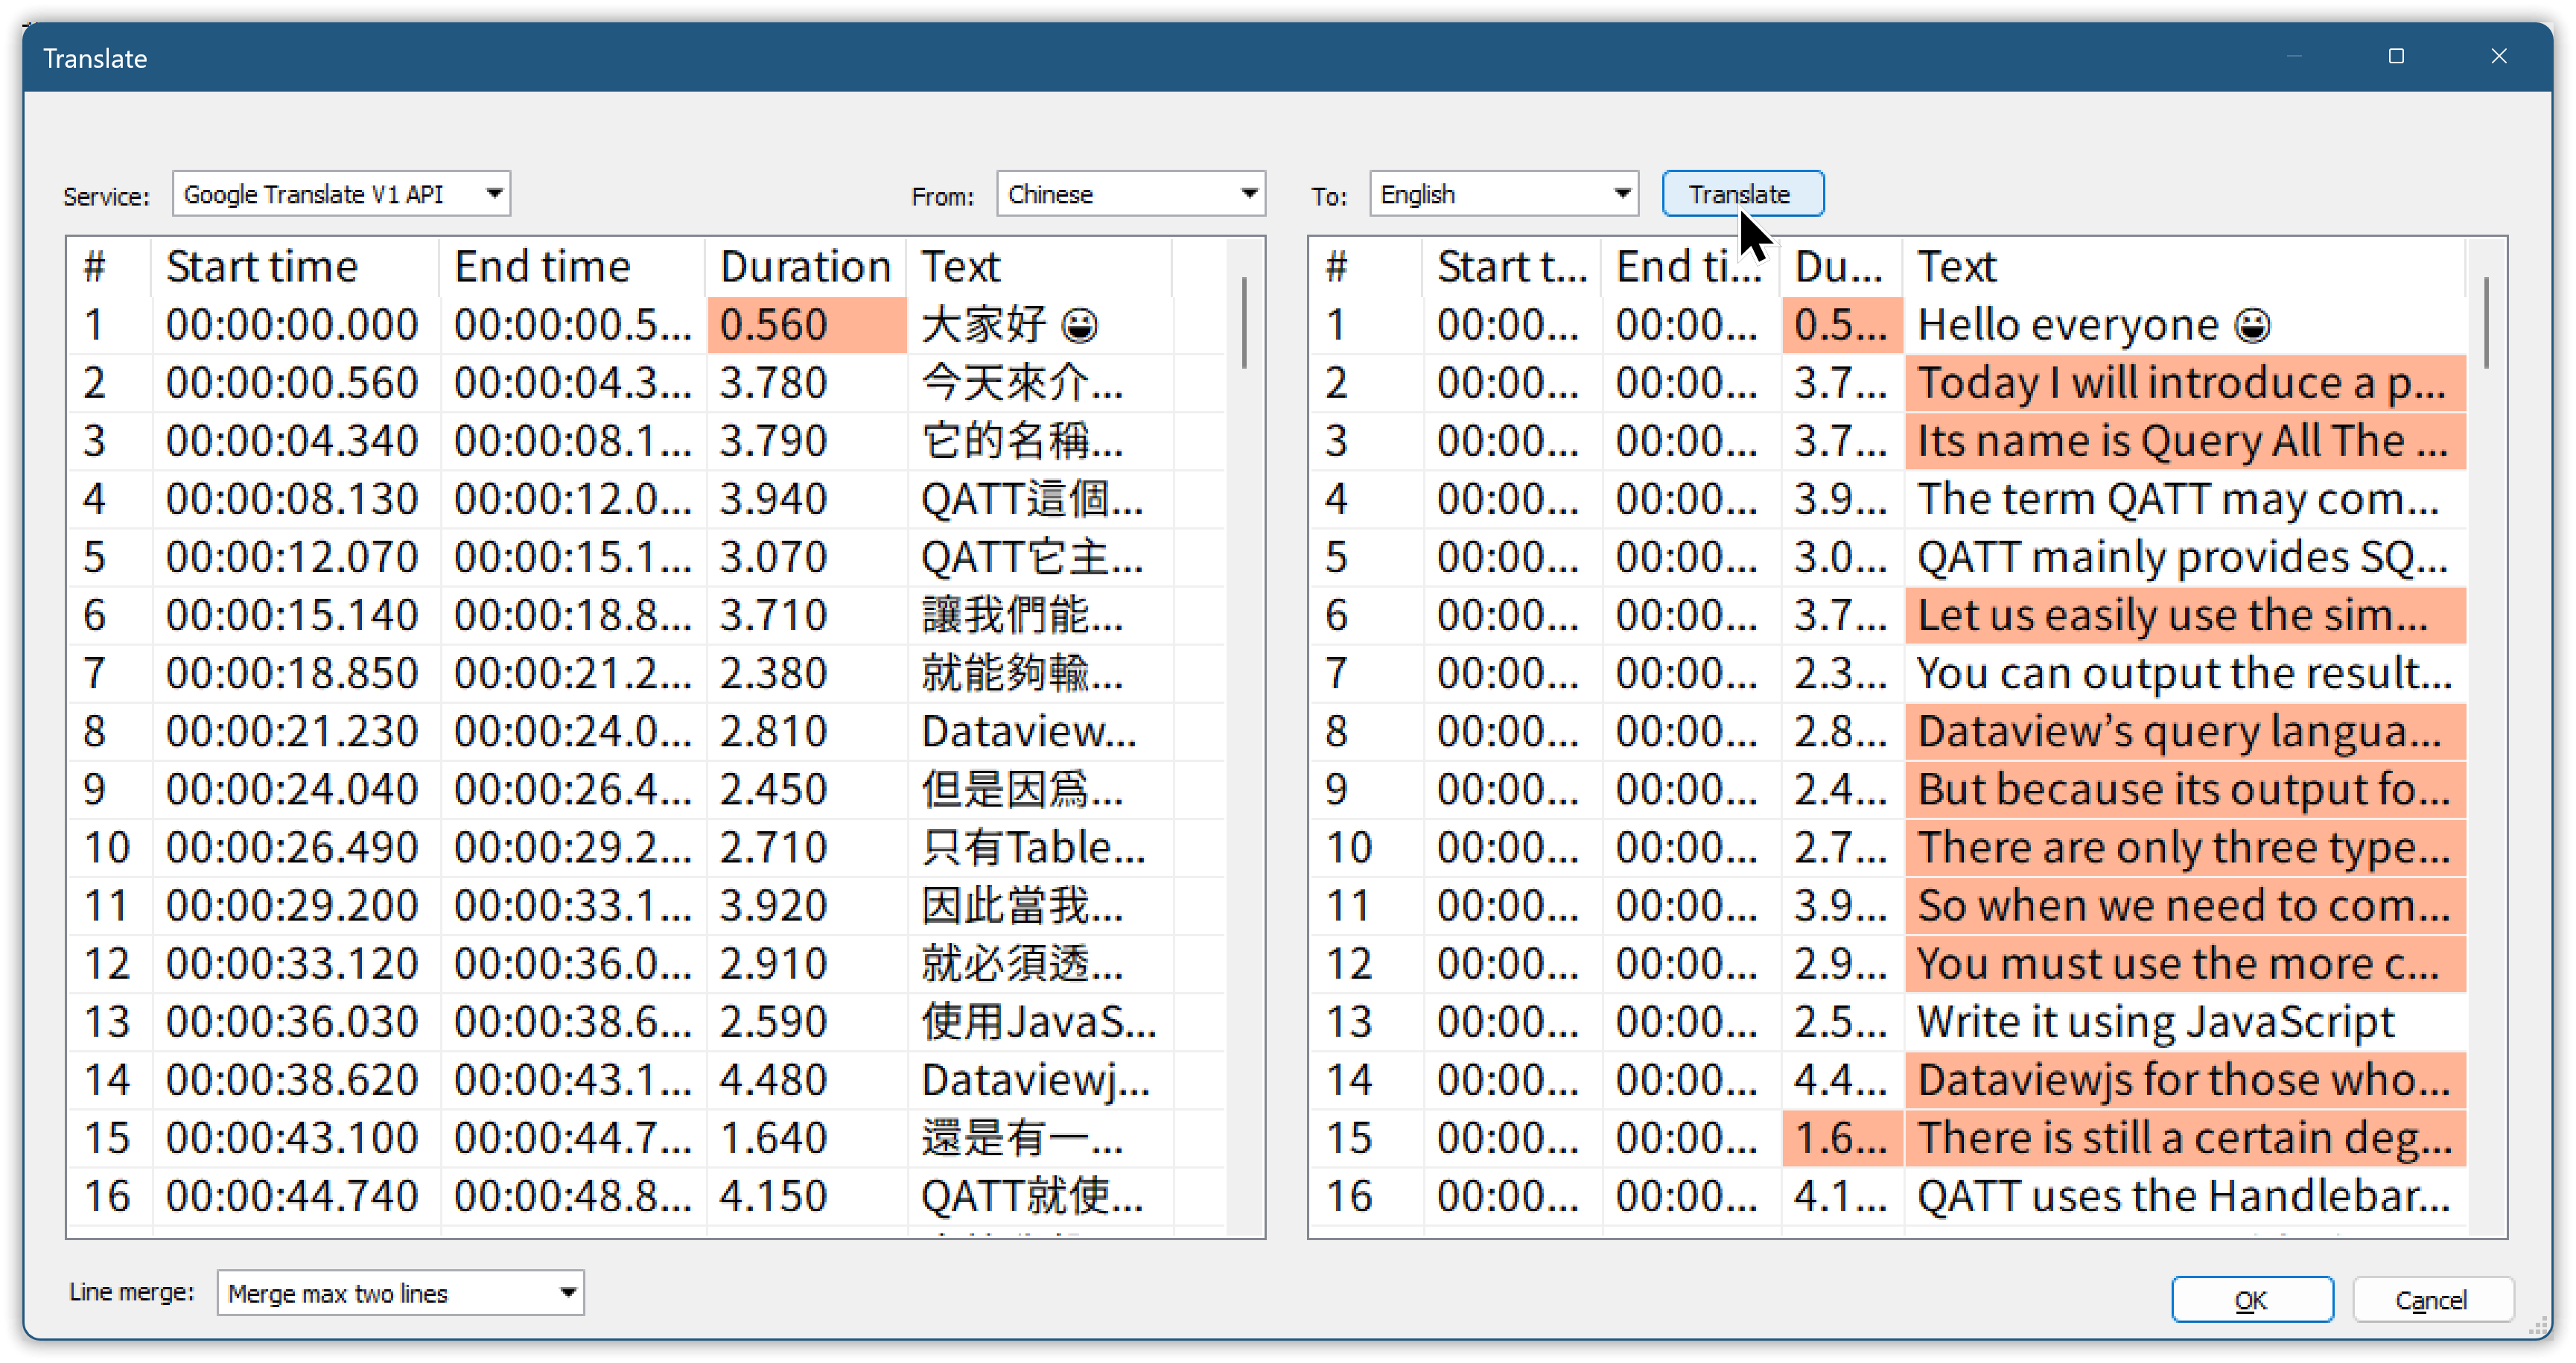 Translate
Service: Google Translate V1 API From: Chinese To: English Translate
# Start time End time Duration Text
1 00:00:00.000 00:00:00.5... 0.560 大家好 😀
2 00:00:00.560 00:00:04.3... 3.780 今天來介...
3 00:00:04.340 00:00:08.1... 3.790 它的名稱...
4 00:00:08.130 00:00:12.0... 3.940 QATT這個...
5 00:00:12.070 00:00:15.1... 3.070 QATT它主...
6 00:00:15.140 00:00:18.8... 3.710 讓我們能...
7 00:00:18.850 00:00:21.2... 2.380 就能夠輸...
8 00:00:21.230 00:00:24.0... 2.810 Dataview...
9 00:00:24.040 00:00:26.4... 2.450 但是因爲...
10 00:00:26.490 00:00:29.2... 2.710 只有Table...
11 00:00:29.200 00:00:33.1... 3.920 因此當我...
12 00:00:33.120 00:00:36.0... 2.910 就必須透...
13 00:00:36.030 00:00:38.6... 2.590 使用JavaS...
14 00:00:38.620 00:00:43.1... 4.480 Dataviewj...
15 00:00:43.100 00:00:44.7... 1.640 還是有一...
16 00:00:44.740 00:00:48.8... 4.150 QATT就使...
# Start t... End ti... Du... Text
1 00:00... 00:00... 0.5... Hello everyone 😀
2 00:00... 00:00... 3.7... Today I will introduce a p...
3 00:00... 00:00... 3.7... Its name is Query All The ...
4 00:00... 00:00... 3.9... The term QATT may com...
5 00:00... 00:00... 3.0... QATT mainly provides SQ...
6 00:00... 00:00... 3.7... Let us easily use the sim...
7 00:00... 00:00... 2.3... You can output the result...
8 00:00... 00:00... 2.8... Dataview’s query langua...
9 00:00... 00:00... 2.4... But because its output fo...
10 00:00... 00:00... 2.7... There are only three type...
11 00:00... 00:00... 3.9... So when we need to com...
12 00:00... 00:00... 2.9... You must use the more c...
13 00:00... 00:00... 2.5... Write it using JavaScript
14 00:00... 00:00... 4.4... Dataviewjs for those who...
15 00:00... 00:00... 1.6... There is still a certain deg...
16 00:00... 00:00... 4.1... QATT uses the Handlebar...
Line merge: Merge max two lines OK Cancel